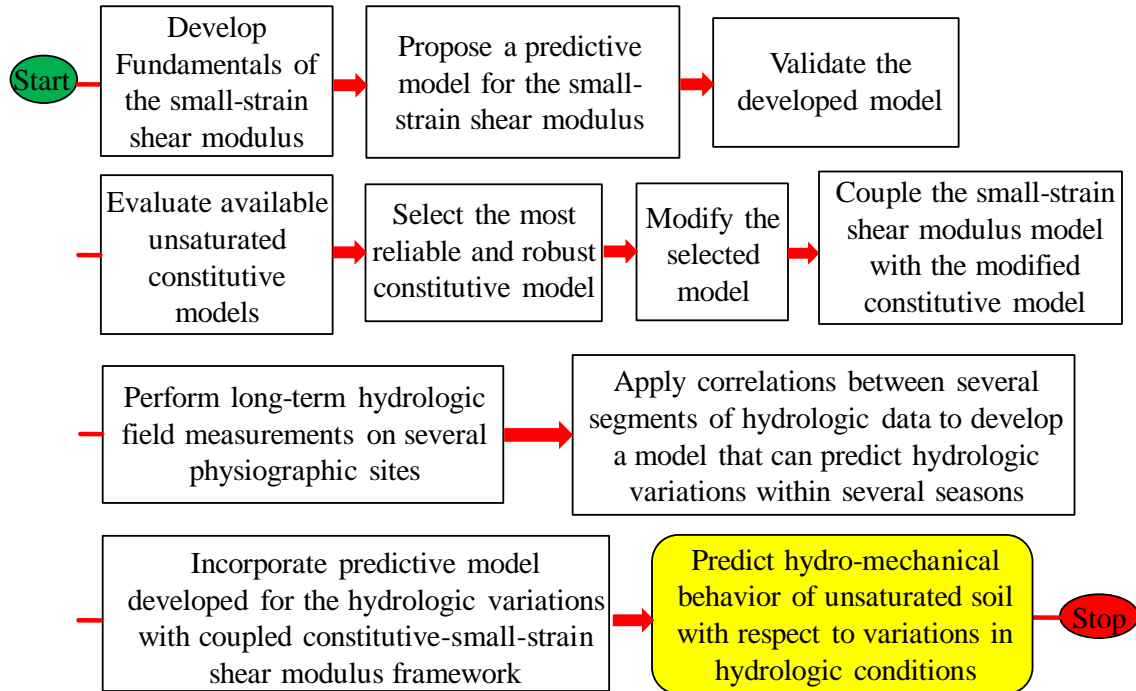 Start
Develop
Fundamentals of
the small-strain
shear modulus
Propose a predictive
model for the small-
strain shear modulus
Validate the
developed model
Evaluate available
unsaturated
constitutive
models
Select the most
reliable and robust
constitutive model
Modify the
selected
model
Couple the small-strain
shear modulus model
with the modified
constitutive model
Perform long-term hydrologic
field measurements on several
physiographic sites
Apply correlations between several
segments of hydrologic data to develop
a model that can predict hydrologic
variations within several seasons
Incorporate predictive model
developed for the hydrologic variations
with coupled constitutive-small-strain
shear modulus framework
Predict hydro-mechanical
behavior of unsaturated soil
with respect to variations in
hydrologic conditions
Stop